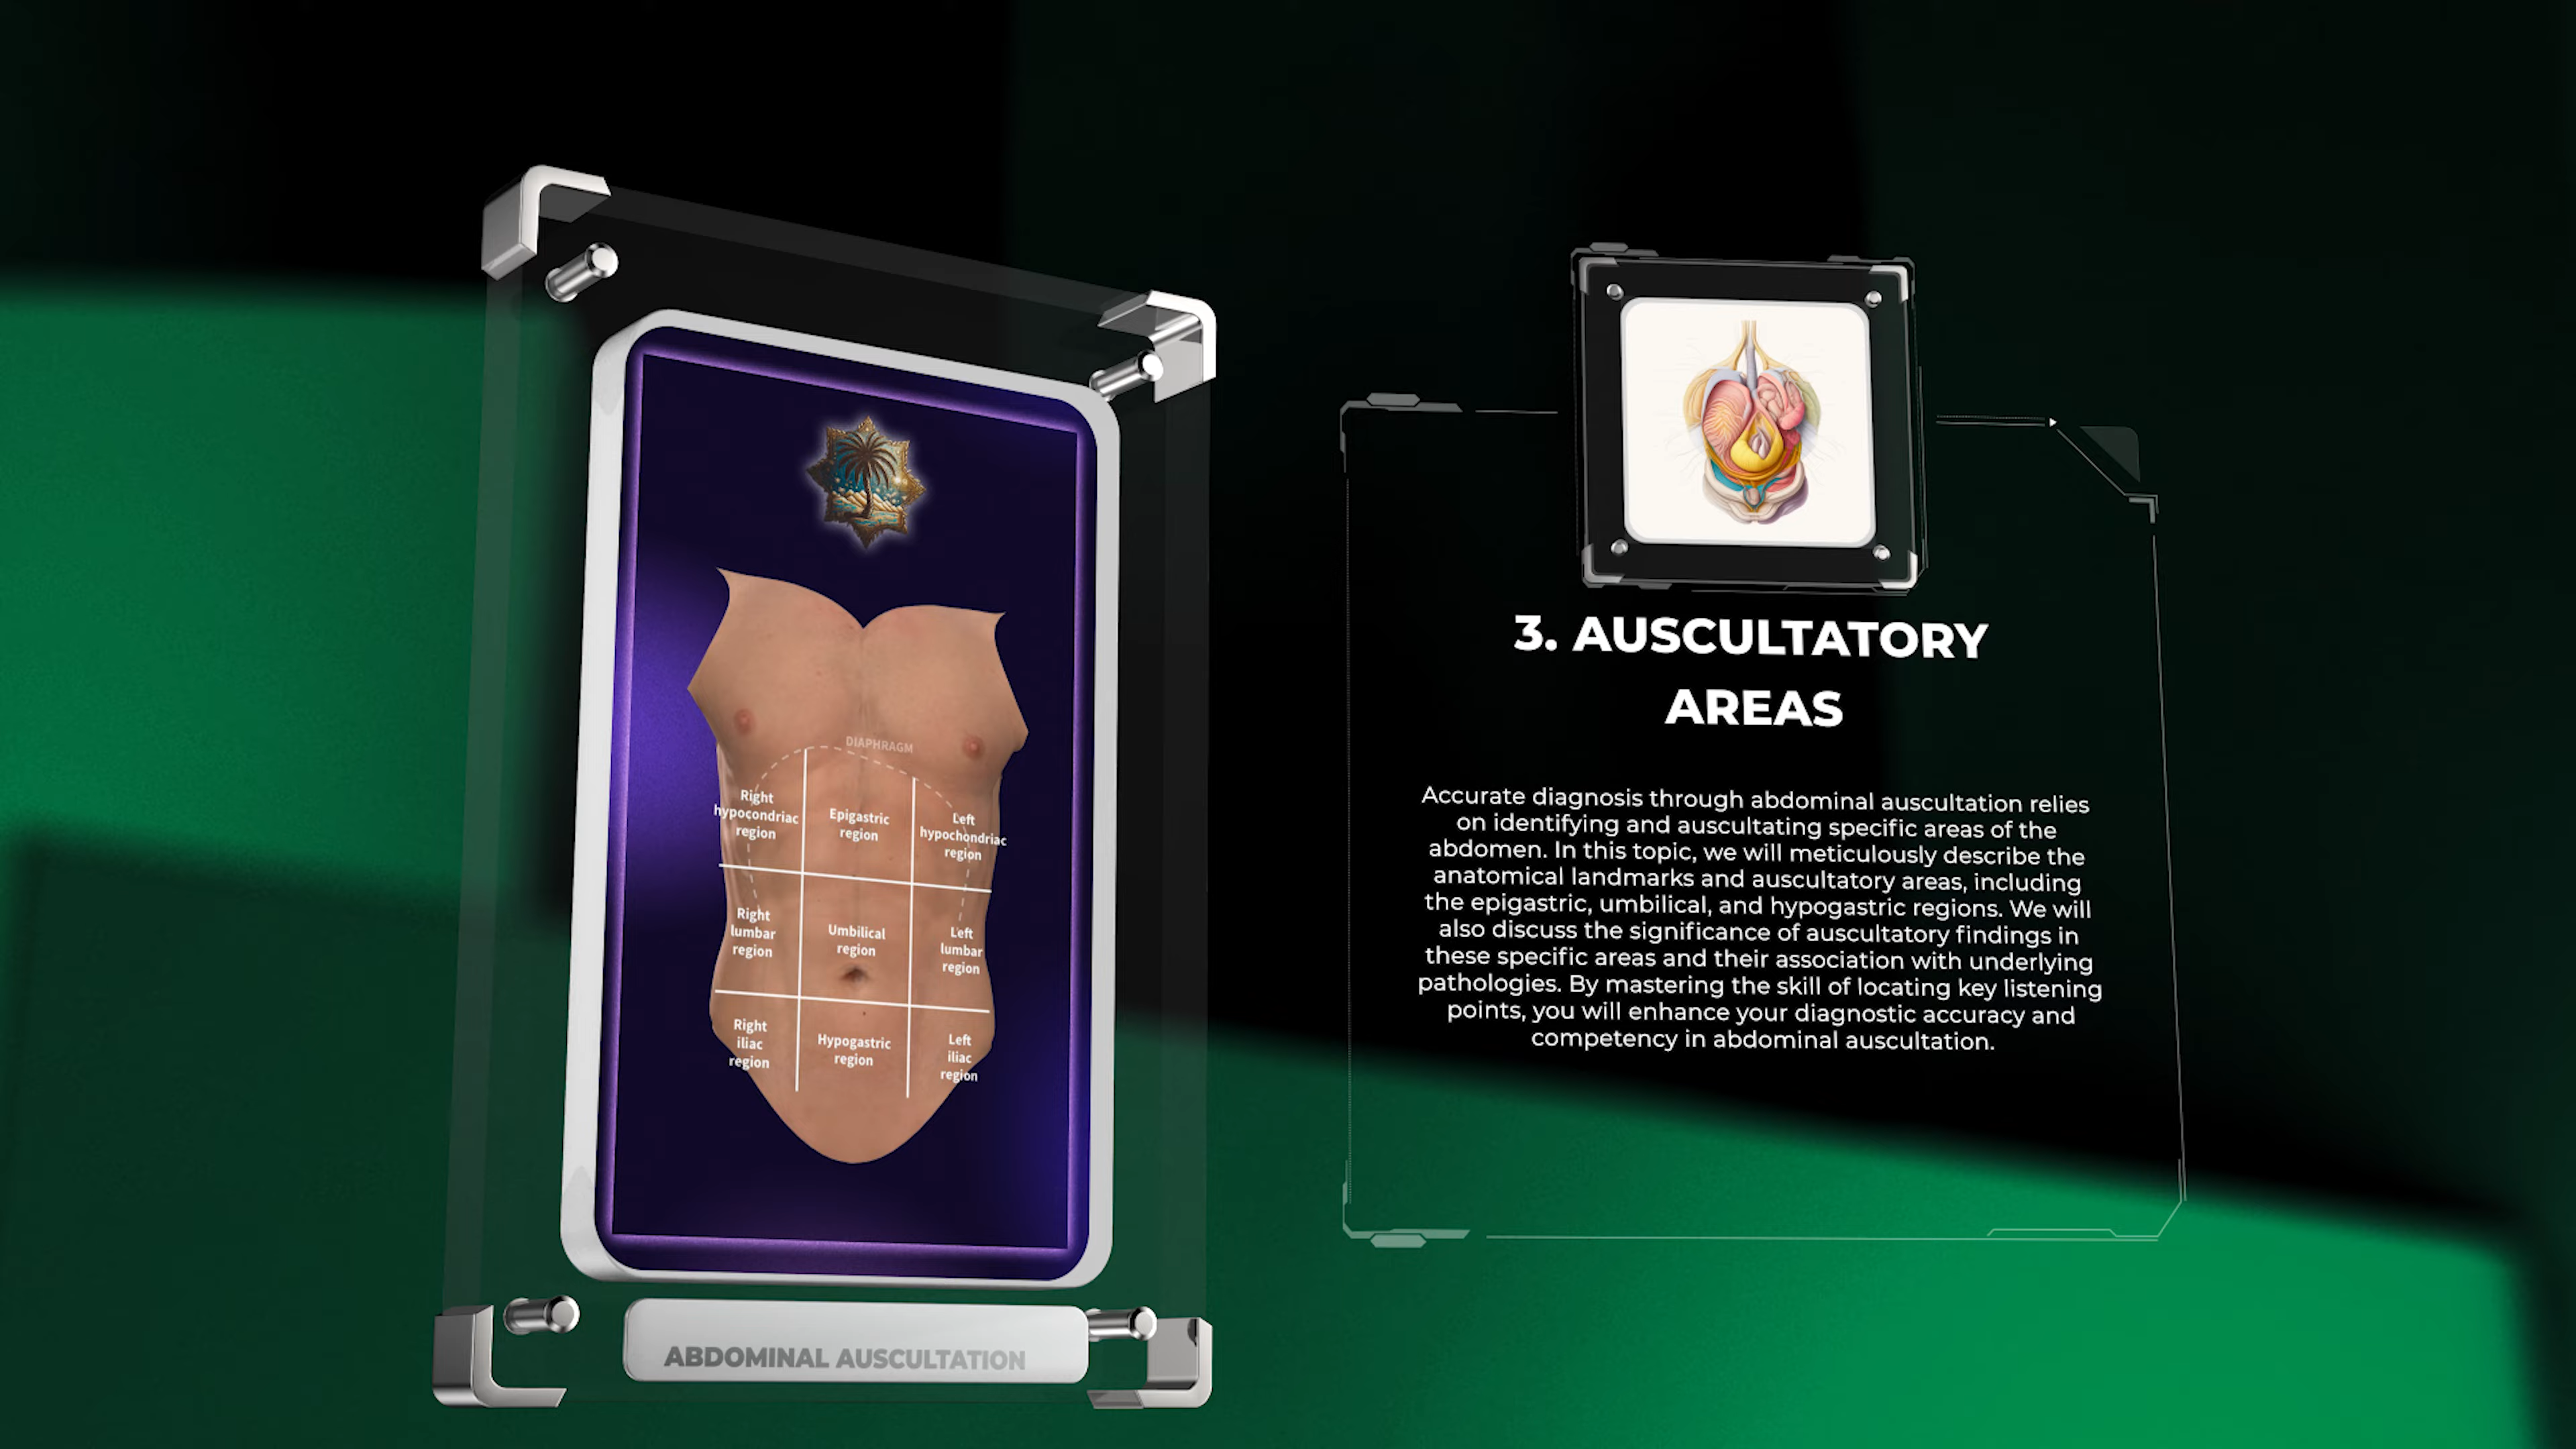 DIAPHRAGM
Right
hypocondriac
region
Epigastric
region
Left
hypochondriac
region
Right
lumbar
region
Umbilical
region
Left
lumbar
region
Right
iliac
region
Hypogastric
region
Left
iliac
region
ABDOMINAL AUSCULTATION
3. AUSCULTATORY
AREAS
Accurate diagnosis through abdominal auscultation relies
on identifying and auscultating specific areas of the
abdomen. In this topic, we will meticulously describe the
anatomical landmarks and auscultatory areas, including
the epigastric, umbilical, and hypogastric regions. We will
also discuss the significance of auscultatory findings in
these specific areas and their association with underlying
pathologies. By mastering the skill of locating key listening
points, you will enhance your diagnostic accuracy and
competency in abdominal auscultation.